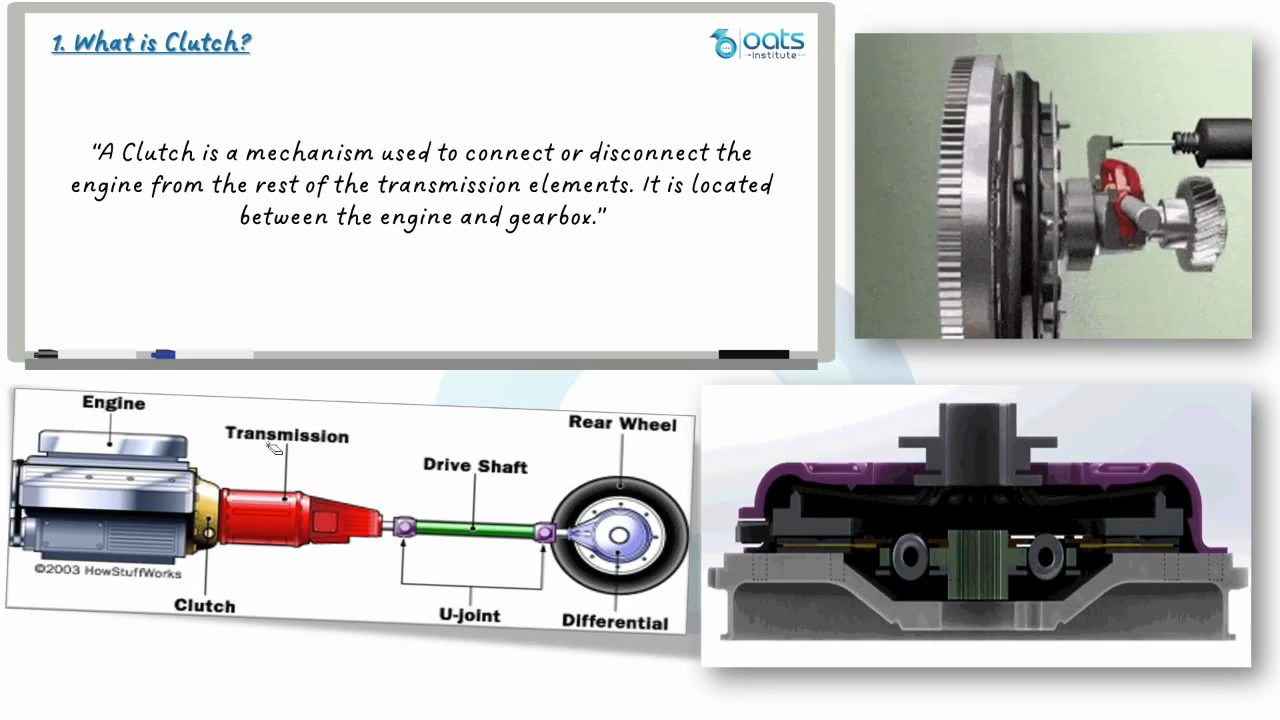 1. What is Clutch?
oats
Institute
"A Clutch is a mechanism used to connect or disconnect the
engine from the rest of the transmission elements. It is located
between the engine and gearbox."
Engine
Transmission
Drive Shaft
Rear Wheel
©2003 HowStuffWorks
Clutch
U-joint
Differential